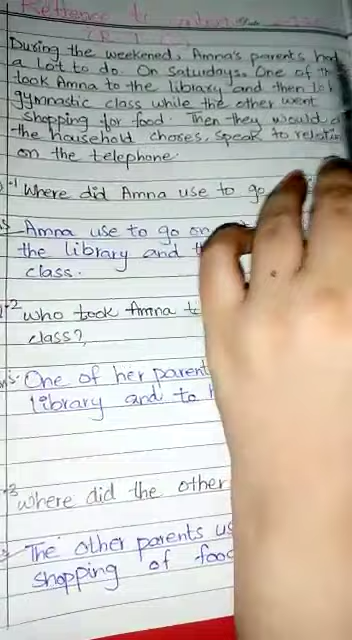 Reffrence to
During the weekened, Amna's parents had
a lot to do. On saturdays, One of
took Amna to the library and then
gymnastic class while the other went
shopping for food. Then they would
the household chores, speak to
on the telephone.
-1 Where did Amna use to go
Amna use to go on
the library and
class.
-2 who took Amna
class?
One of her parent
library and to
-3 Where did the other
The other parents
shopping of food